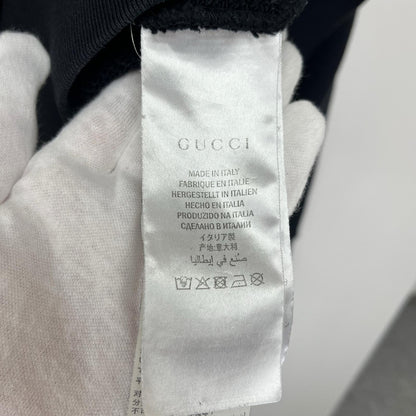 GUCCI
MADE IN ITALY
FABRIQUÉ EN ITALIE
HERGESTELLT IN ITALIEN
HECHO EN ITALIA
PRODUZIDO NA ITALIA
СДЕЛАНО В ИТАЛИИ
イタリア製
产地:意大利
صنع في إيطاليا